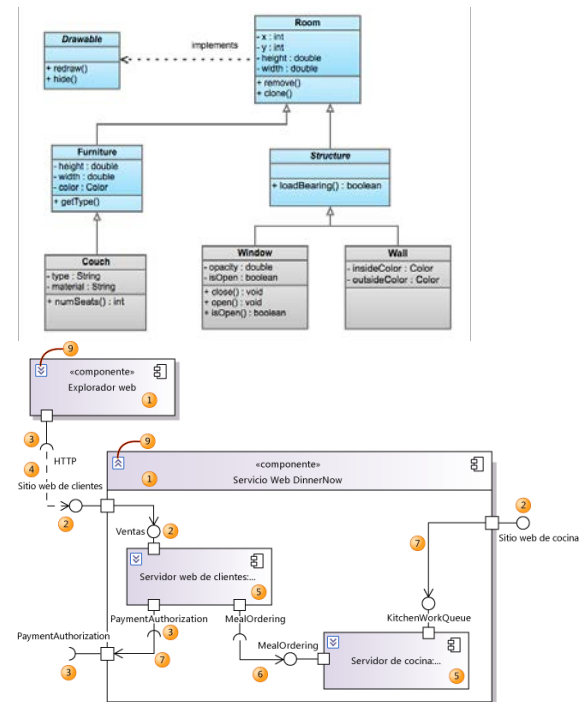 Room
- x : int
- y : int
- height : double
- width : double
+ remove()
+ clone()
Drawable
+ redraw()
+ hide()
implements
Furniture
- height : double
- width : double
- color : Color
+ getType()
Structure
+ loadBearing() : boolean
Couch
- type : String
- material : String
+ numSeats() : int
Window
- opacity : double
- isOpen : boolean
+ close() : void
+ open() : void
+ isOpen() : boolean
Wall
- insideColor : Color
- outsideColor : Color
9
«componente»
Explorador web
1
3
HTTP
4
Sitio web de clientes
2
9
«componente»
1
Servicio Web DinnerNow
2
Sitio web de cocina
Ventas
2
7
Servidor web de clientes:...
5
PaymentAuthorization
MealOrdering
KitchenWorkQueue
3
PaymentAuthorization
3
7
MealOrdering
6
Servidor de cocina:...
5